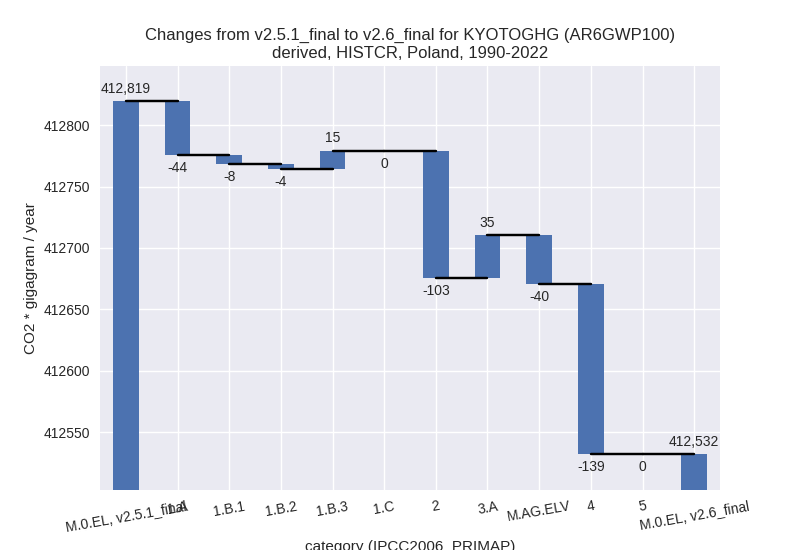 Changes from v2.5.1_final to v2.6_final for KYOTOGHG (AR6GWP100)
derived, HISTCR, Poland, 1990-2022
CO2 * gigagram / year
412800
412750
412700
412650
412600
412550
412,819
-44
-8
-4
15
0
-103
35
-40
-139
0
412,532
M.0.EL, v2.5.1_final
1.A
1.B.1
1.B.2
1.B.3
1.C
2
3.A
M.AG.ELV
4
5
M.0.EL, v2.6_final
category (IPCC2006_PRIMAP)